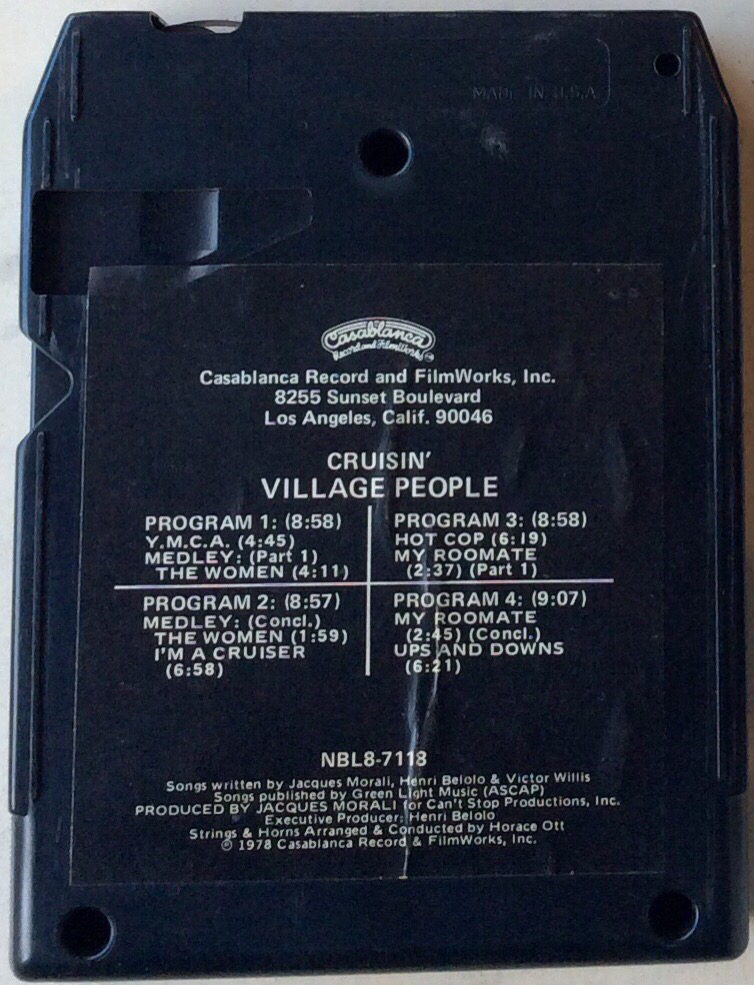 MADE IN U.S.A.
Casablanca
Record and FilmWorks
Casablanca Record and FilmWorks, Inc.
8255 Sunset Boulevard
Los Angeles, Calif. 90046
CRUISIN'
VILLAGE PEOPLE
PROGRAM 1: (8:58)
Y.M.C.A. (4:45)
MEDLEY: (Part 1)
THE WOMEN (4:11)
PROGRAM 2: (8:57)
MEDLEY: (Concl.)
THE WOMEN (1:59)
I'M A CRUISER
(6:58)
PROGRAM 3: (8:58)
HOT COP (6:19)
MY ROOMATE
(2:37) (Part 1)
PROGRAM 4: (9:07)
MY ROOMATE
(2:45) (Concl.)
UPS AND DOWNS
(6:21)
NBL8-7118
Songs written by Jacques Morali, Henri Belolo & Victor Willis
Songs published by Green Light Music (ASCAP)
PRODUCED BY JACQUES MORALI for Can't Stop Productions, Inc.
Executive Producer: Henri Belolo
Strings & Horns Arranged & Conducted by Horace Ott
℗ 1978 Casablanca Record & FilmWorks, Inc.